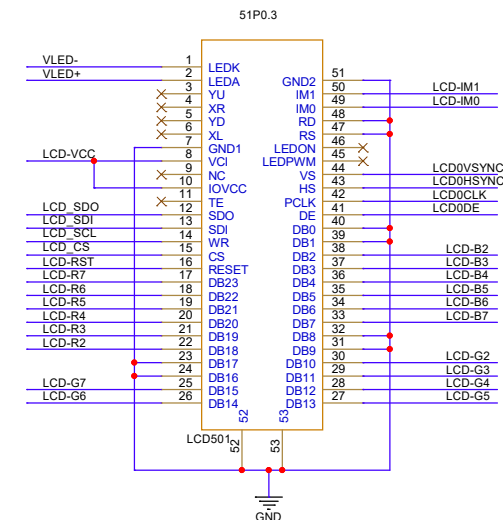 51P0.3
VLED- 1 LEDK
VLED+ 2 LEDA GND2 51
3 YU IM1 50 LCD-IM1
4 XR IM0 49 LCD-IM0
5 YD RD 48
6 XL RS 47
7 GND1 LEDON 46
LCD-VCC 8 VCI LEDPWM 45
9 NC VS 44 LCD0VSYNC
10 IOVCC HS 43 LCD0HSYNC
11 TE PCLK 42 LCD0CLK
LCD_SDO 12 SDO DE 41 LCD0DE
LCD_SDI 13 SDI DB0 40
LCD_SCL 14 WR DB1 39
LCD_CS 15 CS DB2 38 LCD-B2
LCD-RST 16 RESET DB3 37 LCD-B3
LCD-R7 17 DB23 DB4 36 LCD-B4
LCD-R6 18 DB22 DB5 35 LCD-B5
LCD-R5 19 DB21 DB6 34 LCD-B6
LCD-R4 20 DB20 DB7 33 LCD-B7
LCD-R3 21 DB19 DB8 32
LCD-R2 22 DB18 DB9 31
23 DB17 DB10 30 LCD-G2
24 DB16 DB11 29 LCD-G3
LCD-G7 25 DB15 DB12 28 LCD-G4
LCD-G6 26 DB14 DB13 27 LCD-G5
52 53
LCD501 52 53
GND